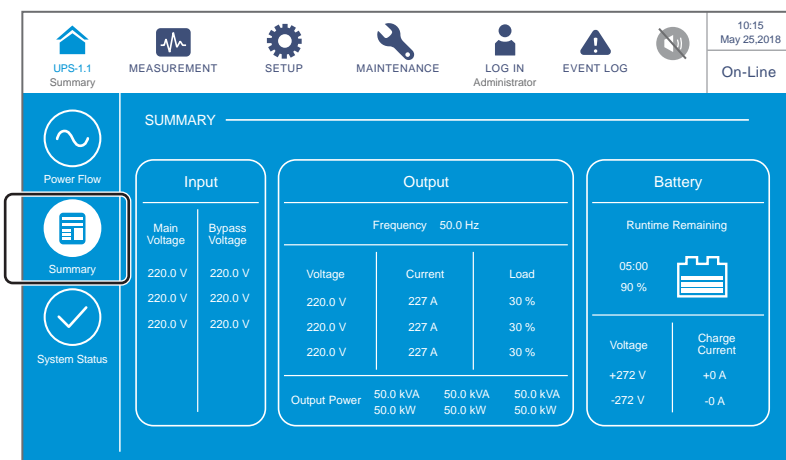 UPS-1.1
Summary
MEASUREMENT
SETUP
MAINTENANCE
LOG IN
Administrator
EVENT LOG
10:15
May 25,2018
On-Line
Power Flow
Summary
System Status
SUMMARY
Input
Main Voltage
Bypass Voltage
220.0 V 220.0 V
220.0 V 220.0 V
220.0 V 220.0 V
Output
Frequency 50.0 Hz
Voltage Current Load
220.0 V 227 A 30 %
220.0 V 227 A 30 %
220.0 V 227 A 30 %
Output Power
50.0 kVA 50.0 kVA 50.0 kVA
50.0 kW 50.0 kW 50.0 kW
Battery
Runtime Remaining
05:00
90 %
Voltage
Charge Current
+272 V +0 A
-272 V -0 A